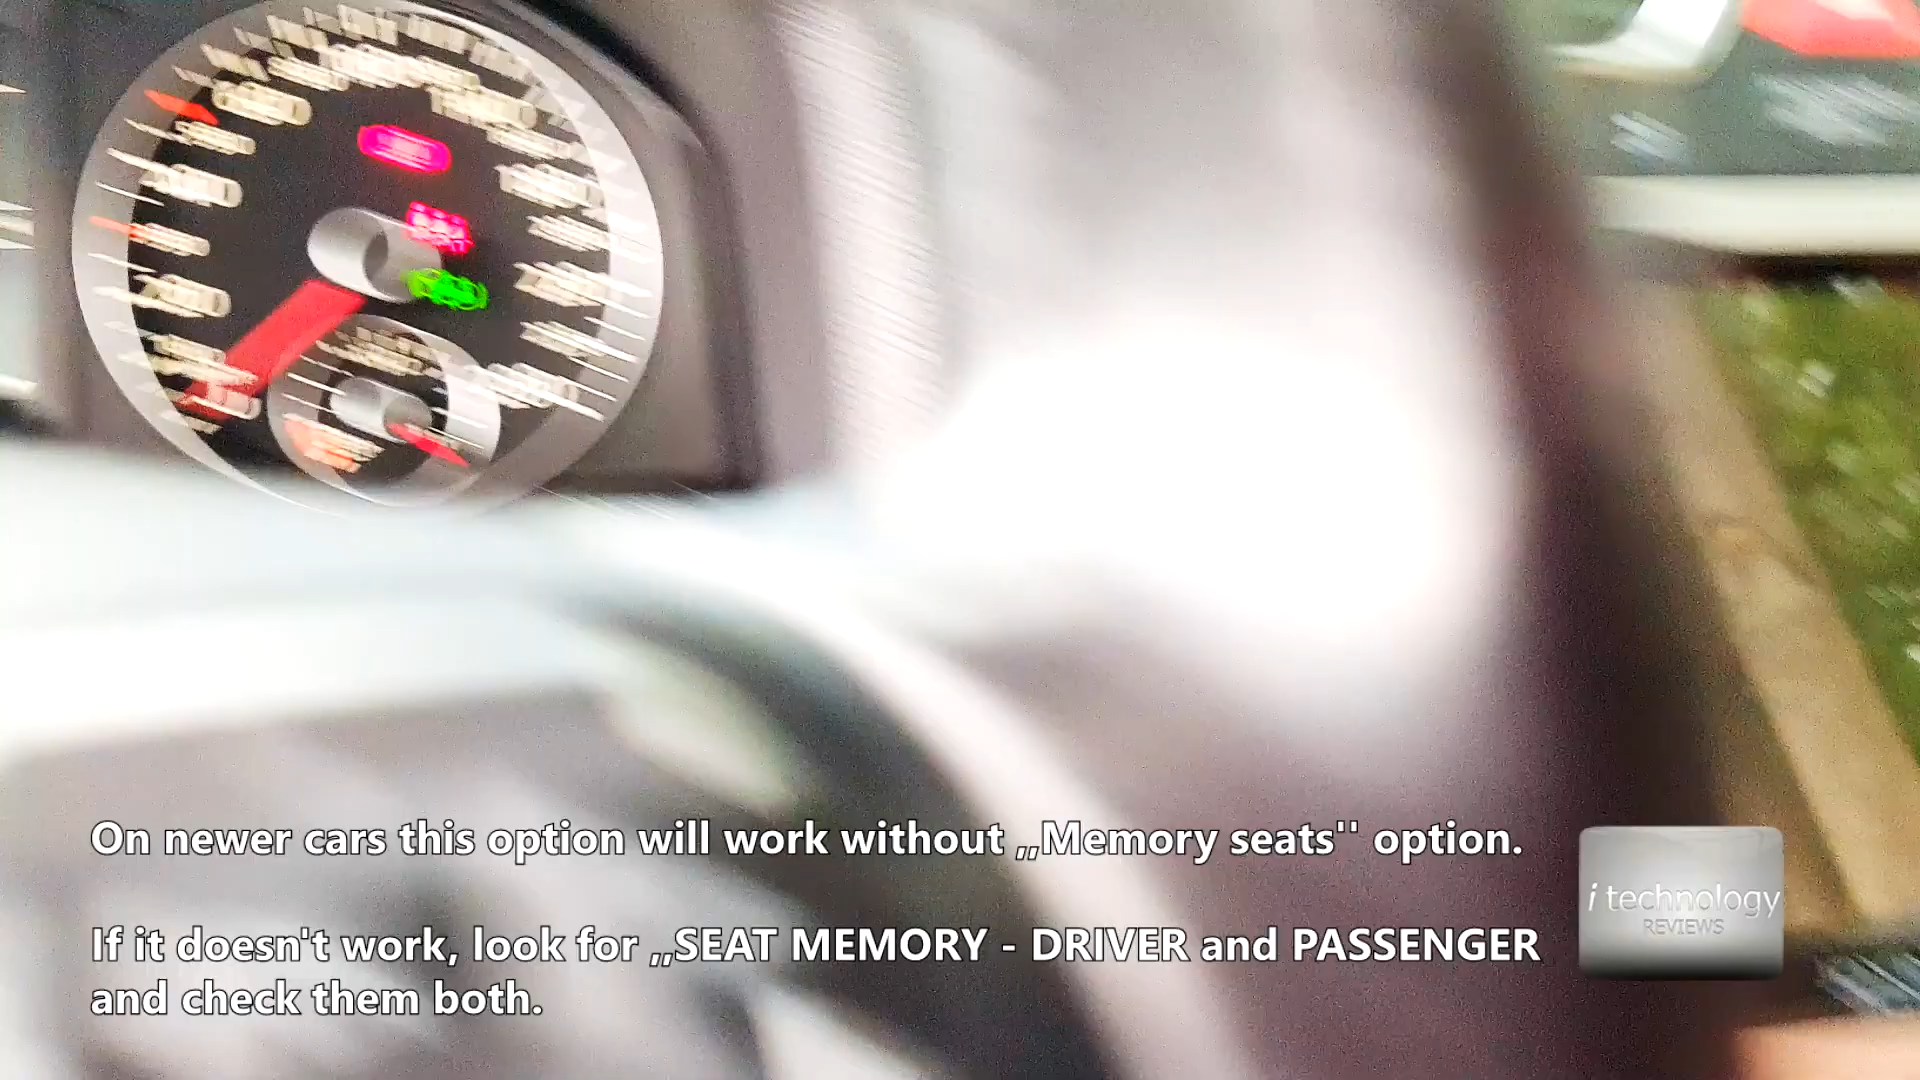 On newer cars this option will work without ,,Memory seats'' option.
If it doesn't work, look for ,,SEAT MEMORY - DRIVER and PASSENGER
and check them both.
i technology
REVIEWS